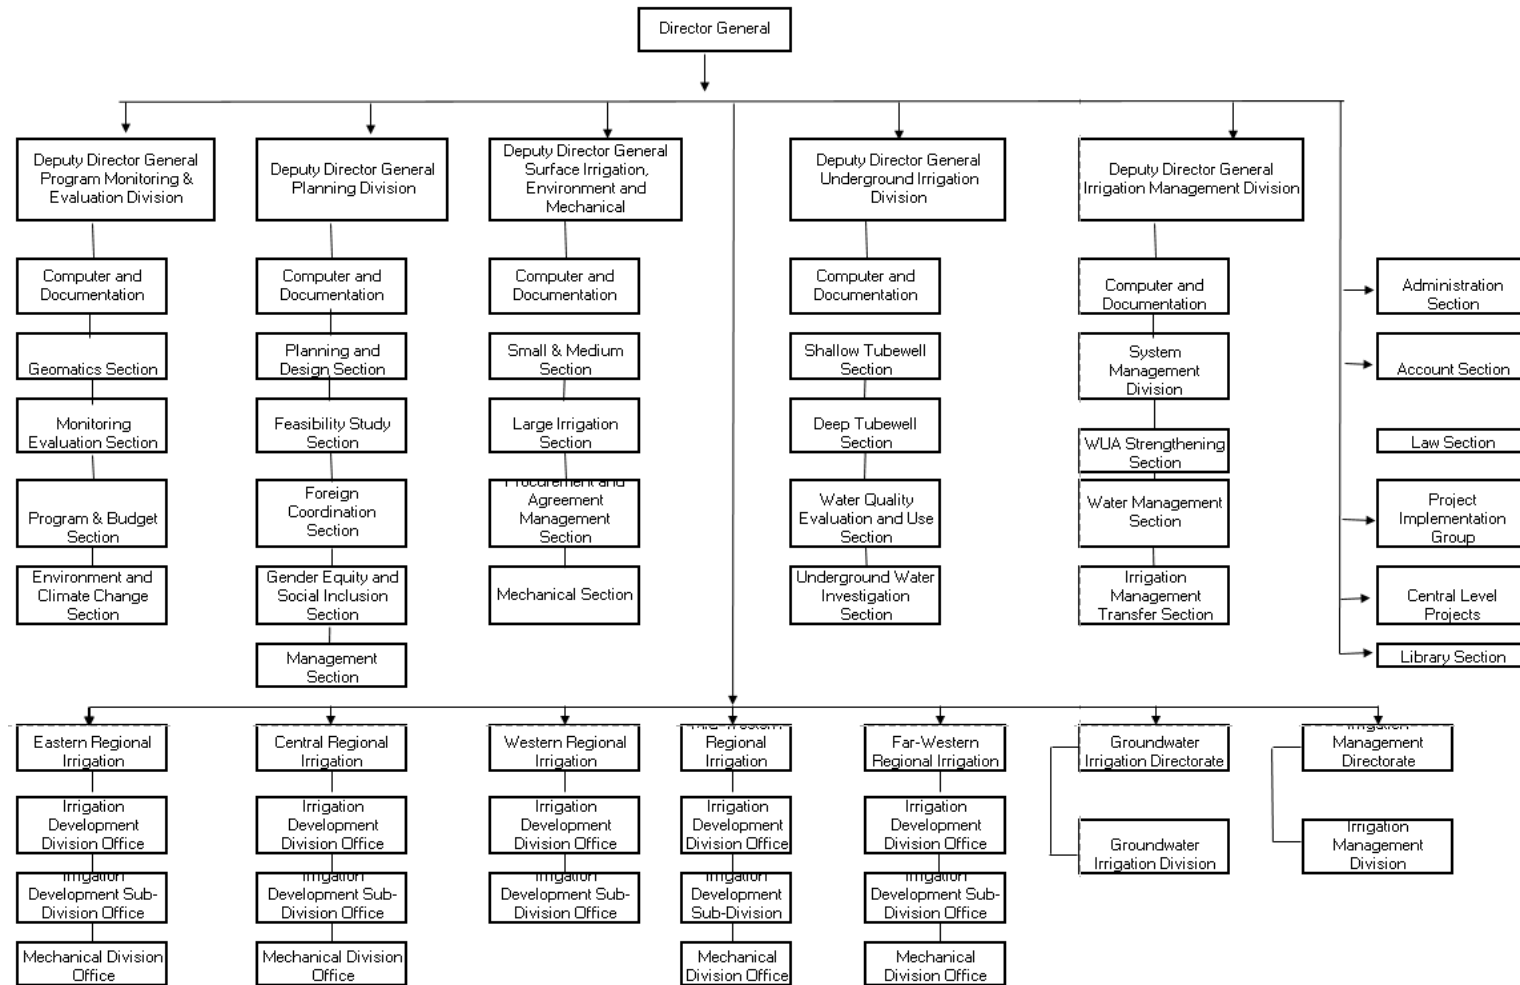 Director General
Deputy Director General
Program Monitoring &
Evaluation Division
Deputy Director General
Planning Division
Deputy Director General
Surface Irrigation,
Environment and
Mechanical
Deputy Director General
Underground Irrigation
Division
Deputy Director General
Irrigation Management Division
Computer and
Documentation
Computer and
Documentation
Computer and
Documentation
Computer and
Documentation
Computer and
Documentation
Administration
Section
Geomatics Section
Planning and
Design Section
Small & Medium
Section
Shallow Tubewell
Section
System
Management
Division
Account Section
Monitoring
Evaluation Section
Feasibility Study
Section
Large Irrigation
Section
Deep Tubewell
Section
WUA Strengthening
Section
Law Section
Program & Budget
Section
Foreign
Coordination
Section
Procurement and
Agreement
Management
Section
Water Quality
Evaluation and Use
Section
Water Management
Section
Project
Implementation
Group
Environment and
Climate Change
Section
Gender Equity and
Social Inclusion
Section
Mechanical Section
Underground Water
Investigation
Section
Irrigation
Management
Transfer Section
Central Level
Projects
Management
Section
Library Section
Eastern Regional
Irrigation
Central Regional
Irrigation
Western Regional
Irrigation
Mid-Western
Regional
Irrigation
Far-Western
Regional Irrigation
Groundwater
Irrigation Directorate
Irrigation
Management
Directorate
Irrigation
Development
Division Office
Irrigation
Development
Division Office
Irrigation
Development
Division Office
Irrigation
Development
Division Office
Irrigation
Development
Division Office
Groundwater
Irrigation Division
Irrigation
Management
Division
Irrigation
Development Sub-
Division Office
Irrigation
Development Sub-
Division Office
Irrigation
Development Sub-
Division Office
Irrigation
Development
Sub-Division
Irrigation
Development Sub-
Division Office
Mechanical Division
Office
Mechanical Division
Office
Mechanical
Division Office
Mechanical
Division Office